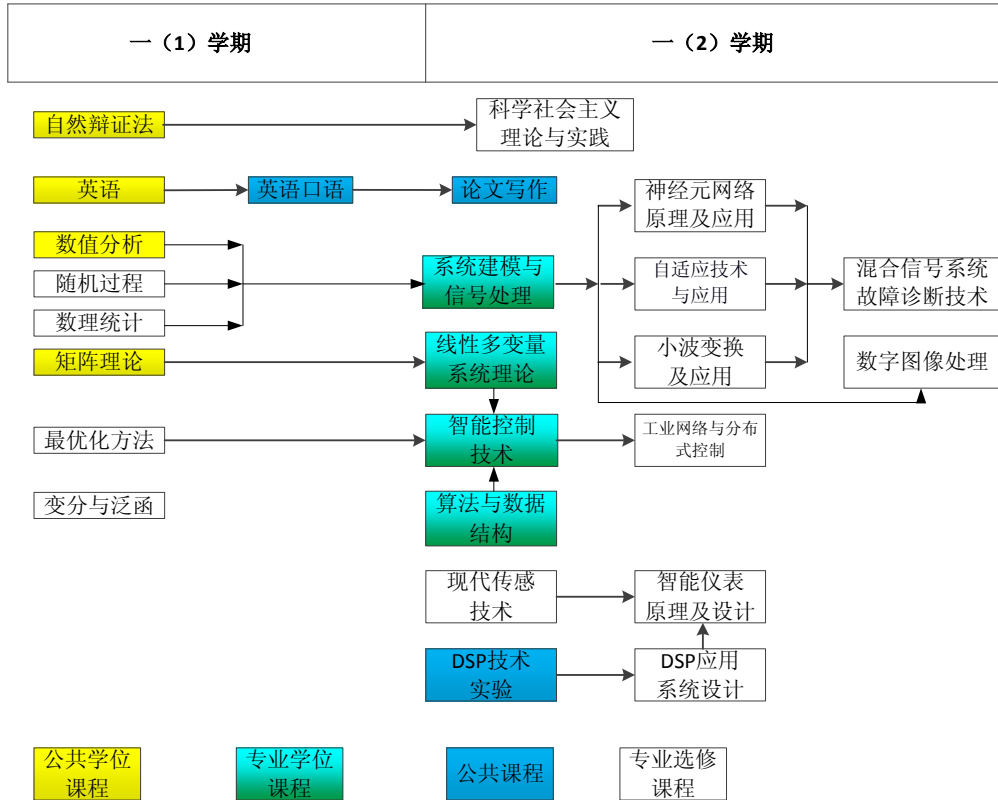 一（1）学期
一（2）学期
自然辩证法
科学社会主义
理论与实践
英语
英语口语
论文写作
神经元网络
原理及应用
数值分析
随机过程
数理统计
系统建模与
信号处理
自适应技术
与应用
混合信号系统
故障诊断技术
矩阵理论
线性多变量
系统理论
小波变换
及应用
数字图像处理
最优化方法
智能控制
技术
工业网络与分布
式控制
变分与泛函
算法与数据
结构
现代传感
技术
智能仪表
原理及设计
DSP技术
实验
DSP应用
系统设计
公共学位
课程
专业学位
课程
公共课程
专业选修
课程